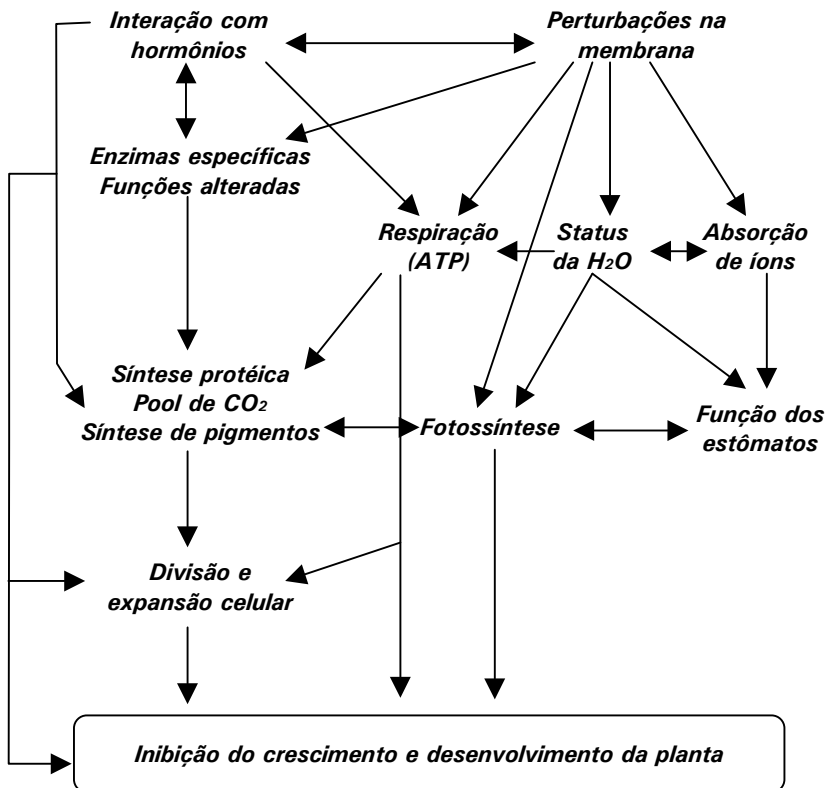 Interação com
hormônios
Perturbações na
membrana
Enzimas específicas
Funções alteradas
Respiração
(ATP)
Status
da H₂O
Absorção
de íons
Síntese protéica
Pool de CO₂
Síntese de pigmentos
Fotossíntese
Função dos
estômatos
Divisão e
expansão celular
Inibição do crescimento e desenvolvimento da planta